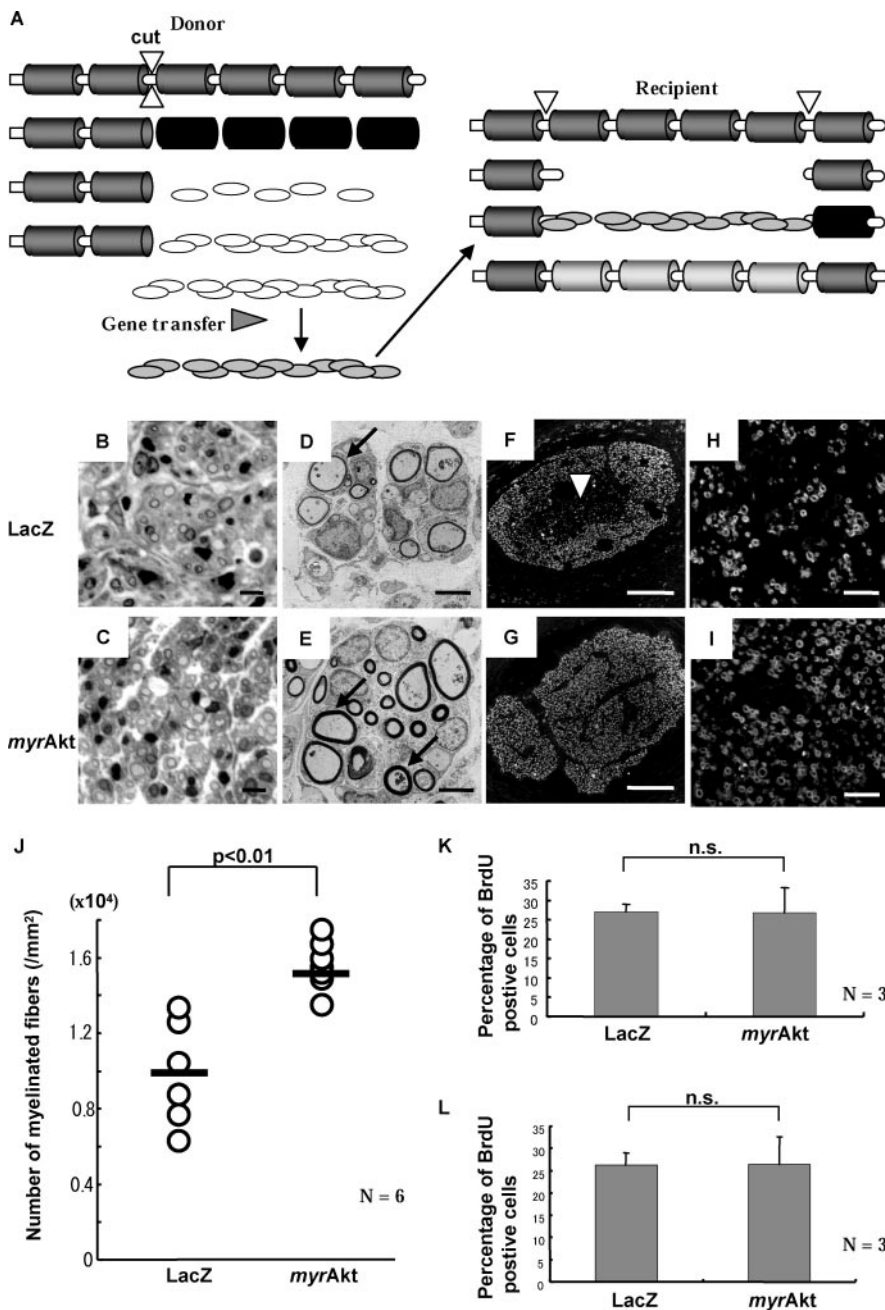 A
Donor
cut
Recipient
Gene transfer
B
D
F
H
LacZ
C
E
G
I
myrAkt
J
p<0.01
(x10⁴)
1.6
1.2
0.8
0.4
0
Number of myelinated fibers (/mm²)
N = 6
LacZ
myrAkt
K
n.s.
35
30
25
20
15
10
5
0
Percentage of BrdU
postive cells
N = 3
LacZ
myrAkt
L
n.s.
35
30
25
20
15
10
5
0
Percentage of BrdU
postive cells
N = 3
LacZ
myrAkt